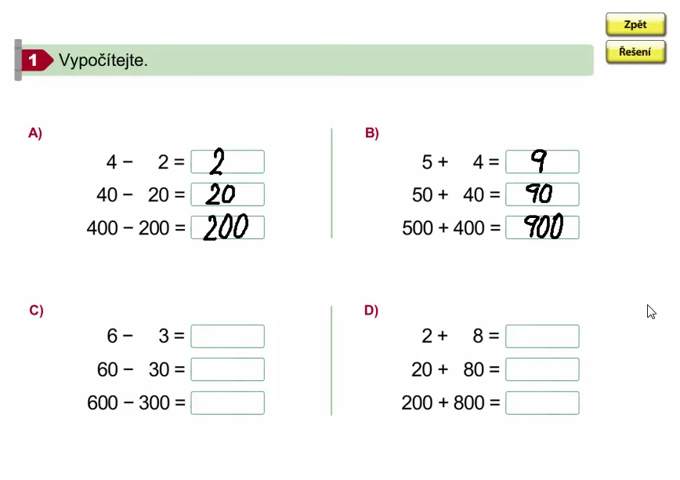 Zpět
Řešení
1 Vypočítejte.
A)
4 − 2 = 2
40 − 20 = 20
400 − 200 = 200
B)
5 + 4 = 9
50 + 40 = 90
500 + 400 = 900
C)
6 − 3 =
60 − 30 =
600 − 300 =
D)
2 + 8 =
20 + 80 =
200 + 800 =